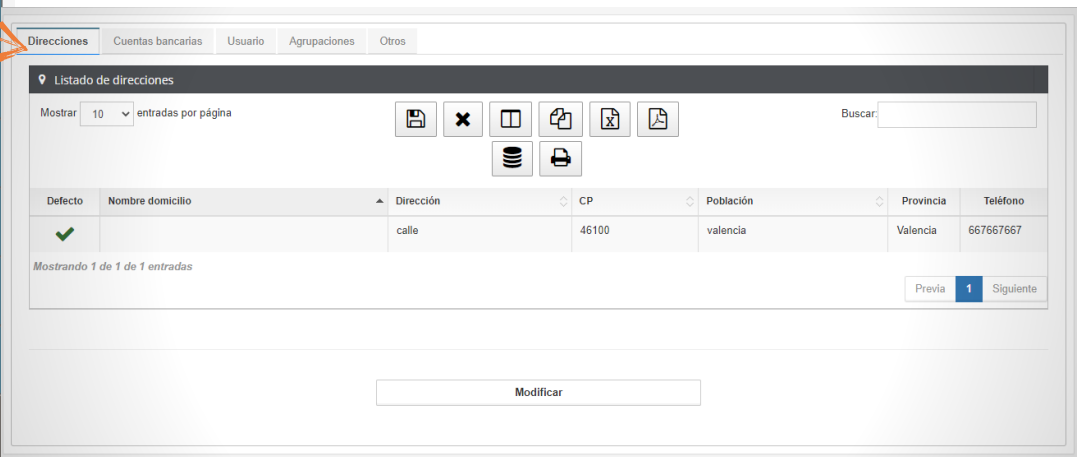 Direcciones Cuentas bancarias Usuario Agrupaciones Otros
Listado de direcciones
Mostrar 10 entradas por página Buscar:
Defecto Nombre domicilio Dirección CP Población Provincia Teléfono
calle 46100 valencia Valencia 667667667
Mostrando 1 de 1 de 1 entradas
Previa 1 Siguiente
Modificar